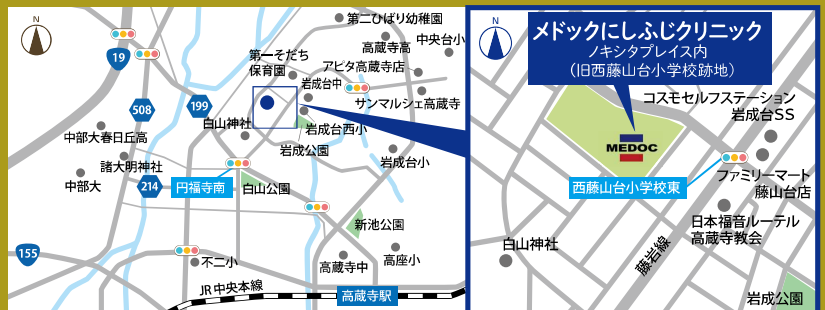 N
19
508
199
214
155
第二ひばり幼稚園
高蔵寺高
中央台小
第一そだち
保育園
アピタ高蔵寺店
岩成台中
サンマルシェ高蔵寺
中部大春日丘高
白山神社
岩成台西小
岩成公園
岩成台小
諸大明神社
中部大
円福寺南
白山公園
新池公園
不二小
高蔵寺中
高座小
JR中央本線
高蔵寺駅
N
メドックにしふじクリニック
ノキシタプレイス内
（旧西藤山台小学校跡地）
コスモセルフステーション
岩成台SS
MEDOC
ファミリーマート
藤山台店
西藤山台小学校東
日本福音ルーテル
高蔵寺教会
白山神社
藤岩線
岩成公園